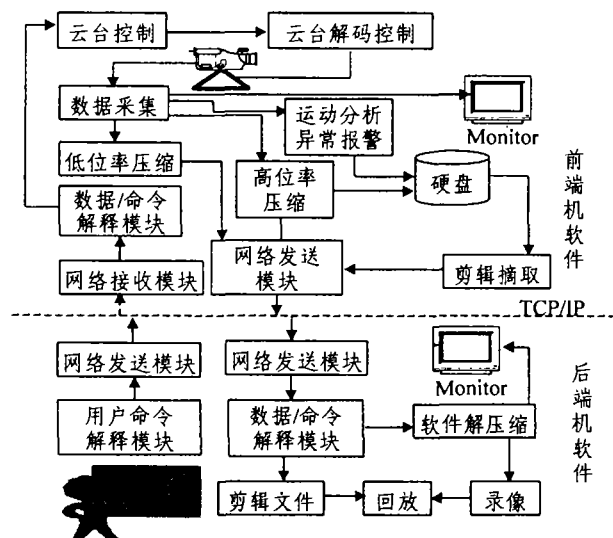 云台控制
云台解码控制
数据采集
运动分析
异常报警
Monitor
低位率压缩
高位率
压缩
硬盘
数据/命令
解释模块
网络发送
模块
网络接收模块
剪辑摘取
前端机软件
TCP/IP
网络发送模块
网络发送模块
Monitor
用户命令
解释模块
数据/命令
解释模块
软件解压缩
剪辑文件
回放
录像
后端机软件